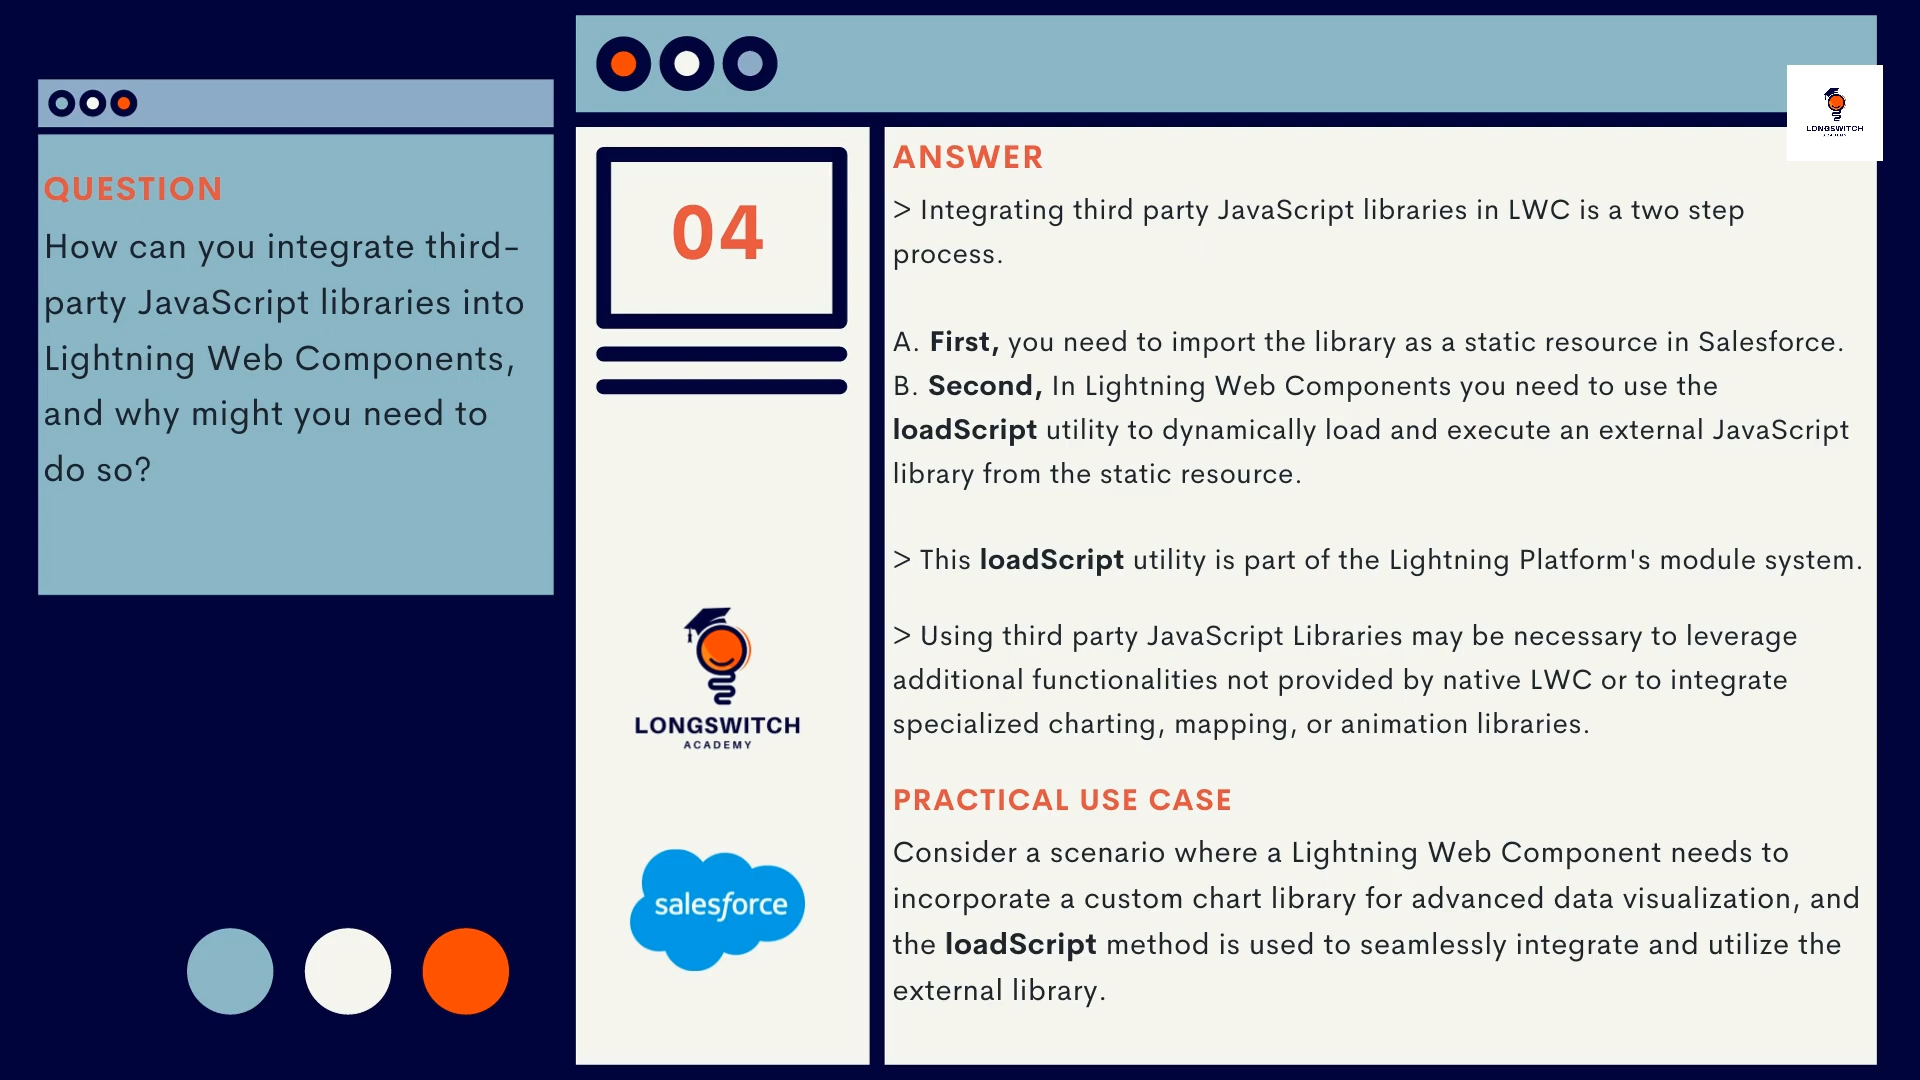 QUESTION
How can you integrate third-
party JavaScript libraries into
Lightning Web Components,
and why might you need to
do so?
04
LONGSWITCH
ACADEMY
salesforce
LONGSWITCH
ANSWER
> Integrating third party JavaScript libraries in LWC is a two step
process.
A. First, you need to import the library as a static resource in Salesforce.
B. Second, In Lightning Web Components you need to use the
loadScript utility to dynamically load and execute an external JavaScript
library from the static resource.
> This loadScript utility is part of the Lightning Platform's module system.
> Using third party JavaScript Libraries may be necessary to leverage
additional functionalities not provided by native LWC or to integrate
specialized charting, mapping, or animation libraries.
PRACTICAL USE CASE
Consider a scenario where a Lightning Web Component needs to
incorporate a custom chart library for advanced data visualization, and
the loadScript method is used to seamlessly integrate and utilize the
external library.